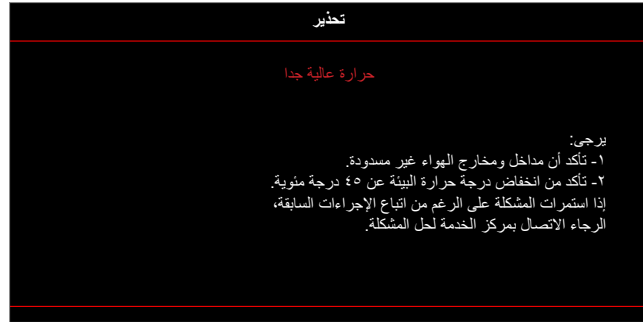 تحذير
حرارة عالية جدا
يرجى:
١- تأكد أن مداخل ومخارج الهواء غير مسدودة.
٢- تأكد من انخفاض درجة حرارة البيئة عن ٤٥ درجة مئوية.
إذا استمرات المشكلة على الرغم من اتباع الإجراءات السابقة،
الرجاء الاتصال بمركز الخدمة لحل المشكلة.